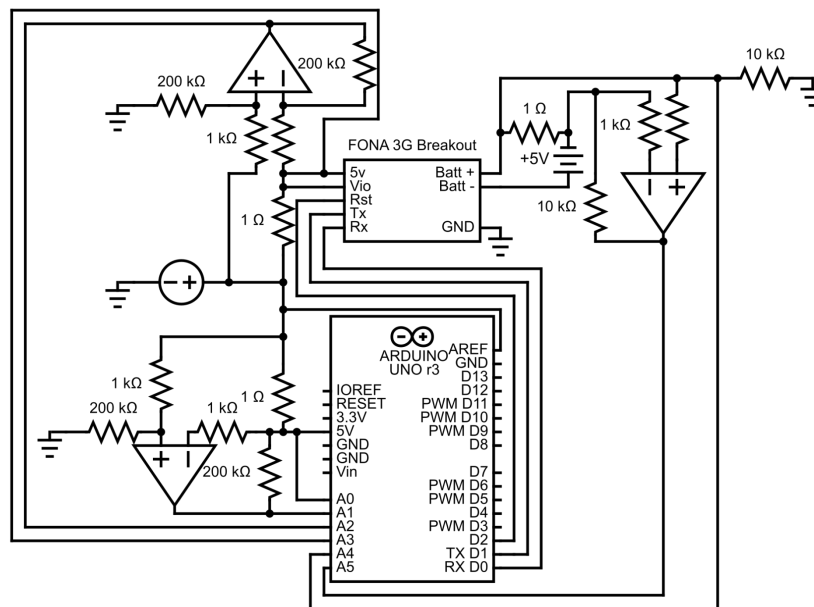 200 kΩ
10 kΩ
200 kΩ
+ −
1 kΩ
FONA 3G Breakout
1 Ω
+5V
1 kΩ
5v
Vio
Rst
Tx
Rx
Batt +
Batt -
GND
− +
10 kΩ
1 Ω
− +
− +
ARDUINO
UNO r3
AREF
GND
D13
D12
PWM D11
PWM D10
PWM D9
D8
D7
PWM D6
PWM D5
D4
PWM D3
D2
TX D1
RX D0
IOREF
RESET
3.3V
5V
GND
GND
Vin
A0
A1
A2
A3
A4
A5
1 kΩ
1 Ω
200 kΩ
1 kΩ
+ −
200 kΩ